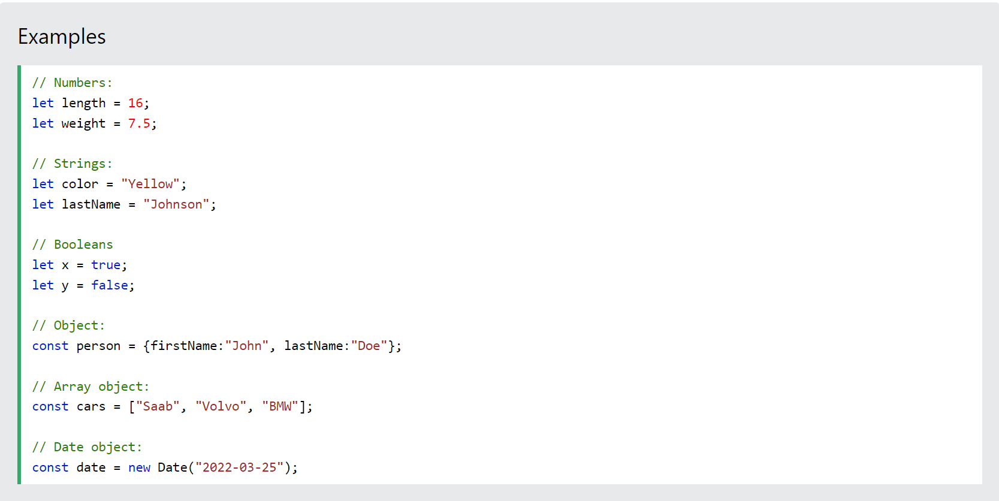 Examples
// Numbers:
let length = 16;
let weight = 7.5;
// Strings:
let color = "Yellow";
let lastName = "Johnson";
// Booleans
let x = true;
let y = false;
// Object:
const person = {firstName:"John", lastName:"Doe"};
// Array object:
const cars = ["Saab", "Volvo", "BMW"];
// Date object:
const date = new Date("2022-03-25");